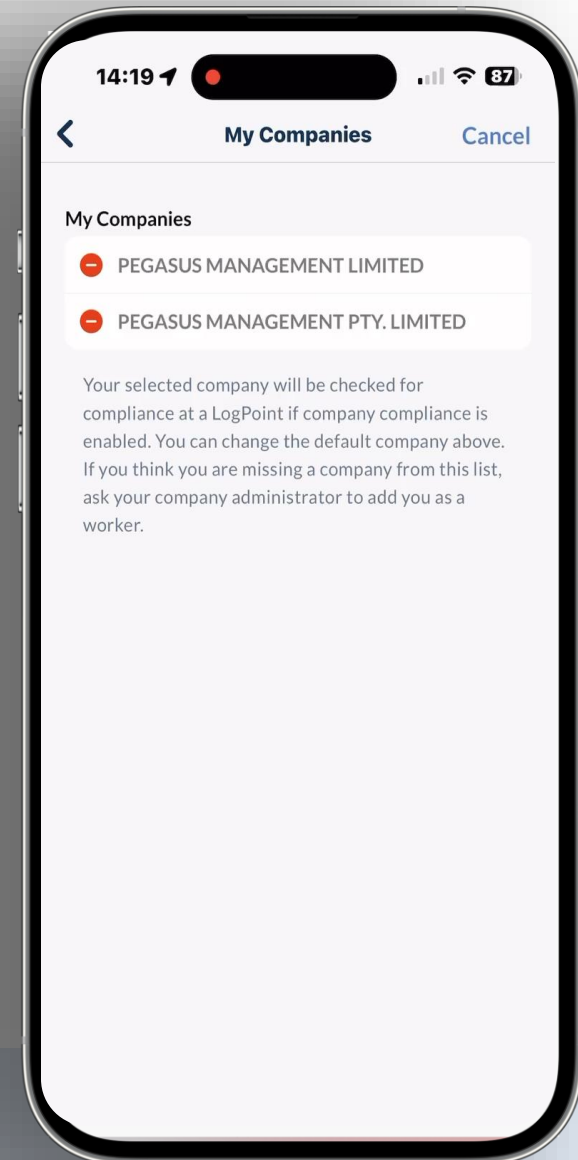 14:19
87
My Companies
Cancel
My Companies
PEGASUS MANAGEMENT LIMITED
PEGASUS MANAGEMENT PTY. LIMITED
Your selected company will be checked for
compliance at a LogPoint if company compliance is
enabled. You can change the default company above.
If you think you are missing a company from this list,
ask your company administrator to add you as a
worker.